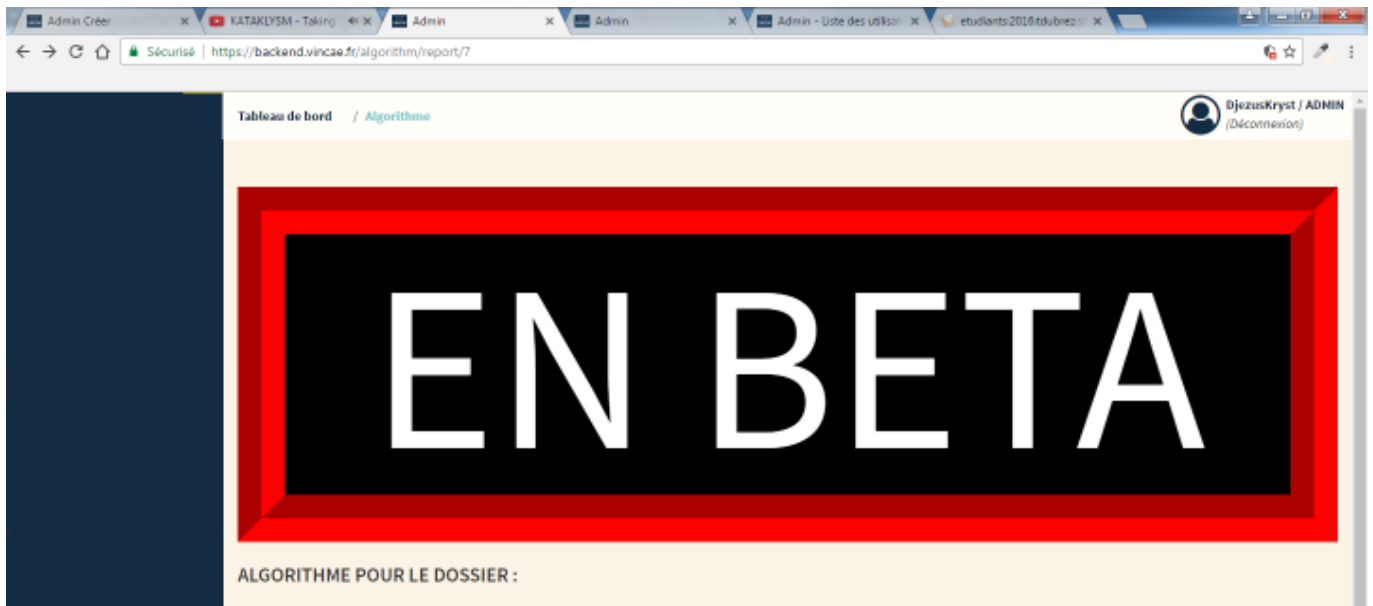 Admin Créer
KATAKLYSM - Taking
Admin
Admin
Admin - Liste des utilisat
Sécurisé | https://backend.vincae.fr/algorithm/report/7
Tableau de bord / Algorithme
DjezusKryst / ADMIN
(Déconnexion)
EN BETA
ALGORITHME POUR LE DOSSIER :